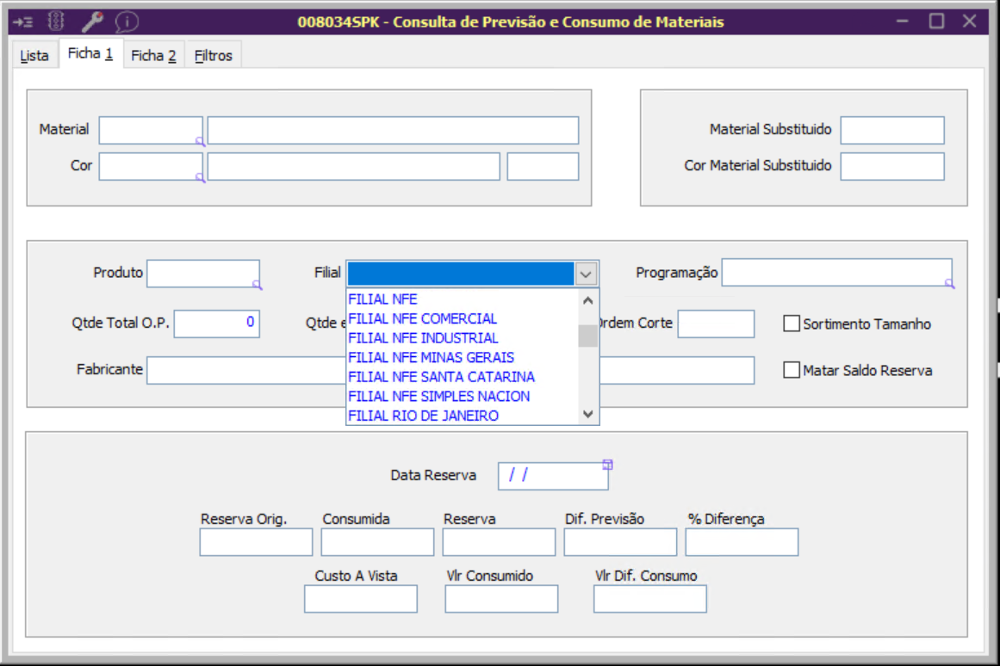 008034SPK - Consulta de Previsão e Consumo de Materiais
Lista Ficha 1 Ficha 2 Filtros
Material
Material Substituido
Cor
Cor Material Substituido
Produto
Filial
Programação
FILIAL NFE
FILIAL NFE COMERCIAL
FILIAL NFE INDUSTRIAL
FILIAL NFE MINAS GERAIS
FILIAL NFE SANTA CATARINA
FILIAL NFE SIMPLES NACION
FILIAL RIO DE JANEIRO
Qtde Total O.P. 0
Qtde
Corte
Sortimento Tamanho
Fabricante
Matar Saldo Reserva
Data Reserva / /
Reserva Orig. Consumida Reserva Dif. Previsão % Diferença
Custo A Vista Vlr Consumido Vlr Dif. Consumo